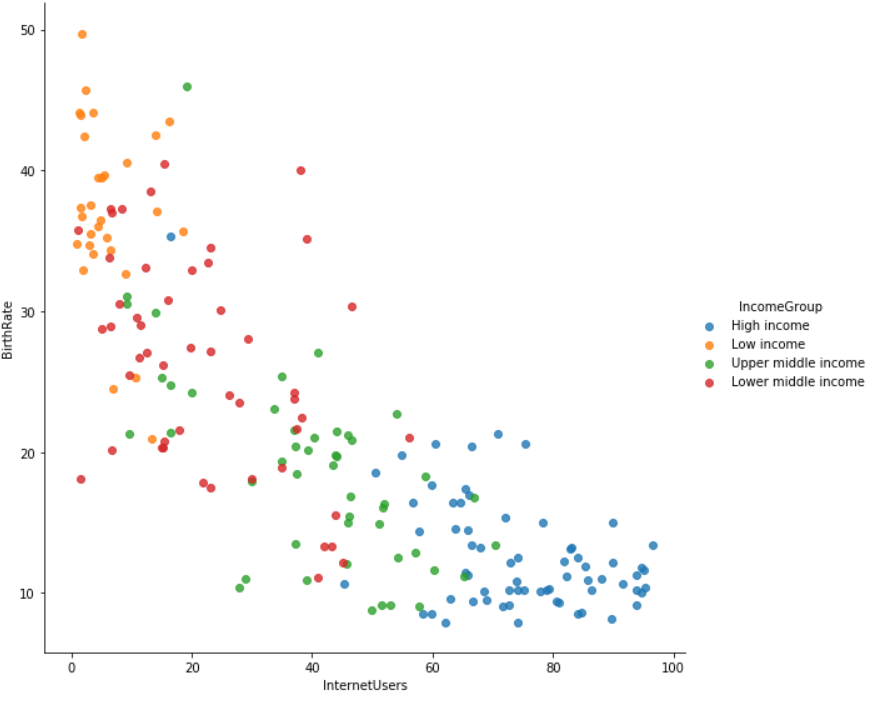 50
40
30
20
10
BirthRate
0
20
40
60
80
100
InternetUsers
IncomeGroup
High income
Low income
Upper middle income
Lower middle income